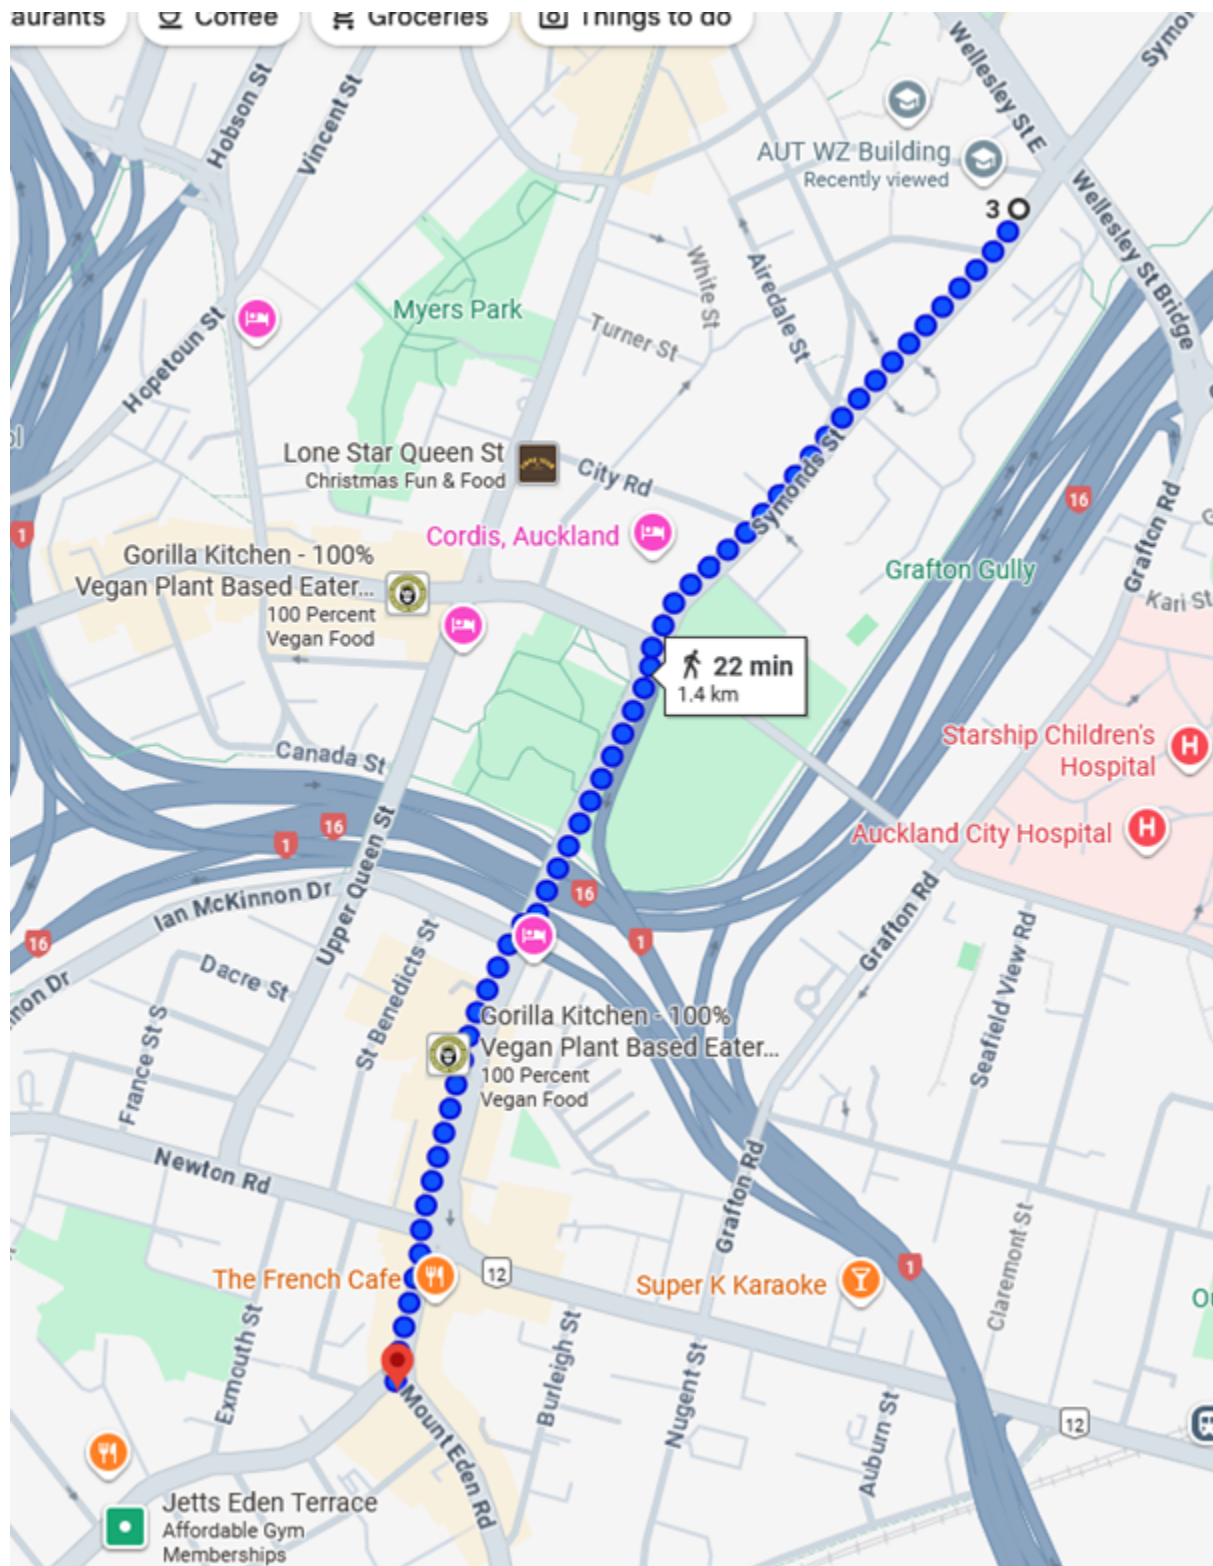 Coffee
Groceries
Things to do
Hobson St
Vincent St
Wellesley St E
AUT WZ Building
Recently viewed
3
Wellesley St Bridge
White St
Airedale St
Myers Park
Turner St
Hopetoun St
Lone Star Queen St
Christmas Fun & Food
City Rd
Symonds St
Cordis, Auckland
16
Grafton Rd
1
Gorilla Kitchen - 100%
Vegan Plant Based Eater...
100 Percent
Vegan Food
Grafton Gully
Kari St
22 min
1.4 km
Canada St
Starship Children's
Hospital
16
1
Auckland City Hospital
Upper Queen St
16
Ian McKinnon Dr
Grafton Rd
16
1
Dacre St
St Benedicts St
Seafield View Rd
France St S
Gorilla Kitchen - 100%
Vegan Plant Based Eater...
100 Percent
Vegan Food
Newton Rd
Grafton Rd
Claremont St
The French Cafe
12
Super K Karaoke
1
Exmouth St
Burleigh St
Nugent St
Mount Eden Rd
Auburn St
12
Jetts Eden Terrace
Affordable Gym
Memberships